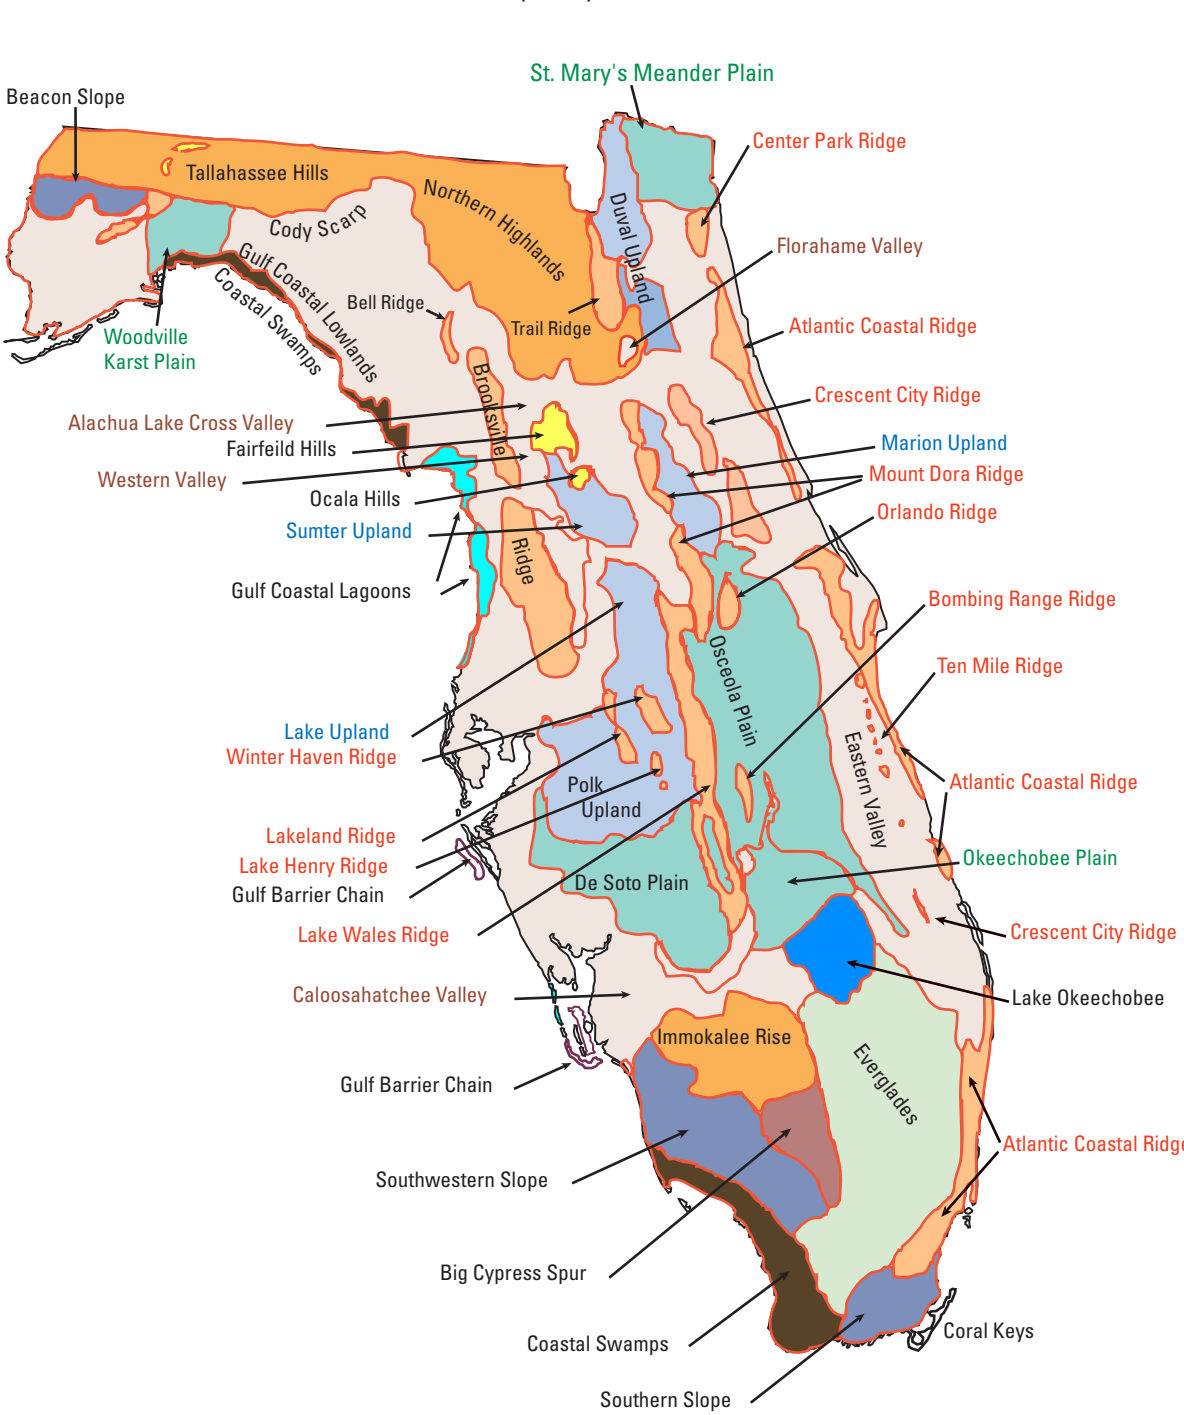 St. Mary's Meander Plain
Beacon Slope
Center Park Ridge
Tallahassee Hills
Northern Highlands
Duval Upland
Cody Scarp
Florahame Valley
Gulf Coastal Lowlands
Coastal Swamps
Bell Ridge
Trail Ridge
Atlantic Coastal Ridge
Woodville
Karst Plain
Brooksville
Crescent City Ridge
Alachua Lake Cross Valley
Fairfeild Hills
Marion Upland
Western Valley
Mount Dora Ridge
Ocala Hills
Orlando Ridge
Sumter Upland
Ridge
Gulf Coastal Lagoons
Bombing Range Ridge
Osceola Plain
Ten Mile Ridge
Lake Upland
Winter Haven Ridge
Eastern Valley
Polk
Upland
Atlantic Coastal Ridge
Lakeland Ridge
Lake Henry Ridge
Okeechobee Plain
De Soto Plain
Gulf Barrier Chain
Lake Wales Ridge
Crescent City Ridge
Caloosahatchee Valley
Lake Okeechobee
Immokalee Rise
Everglades
Gulf Barrier Chain
Atlantic Coastal Ridge
Southwestern Slope
Big Cypress Spur
Coral Keys
Coastal Swamps
Southern Slope